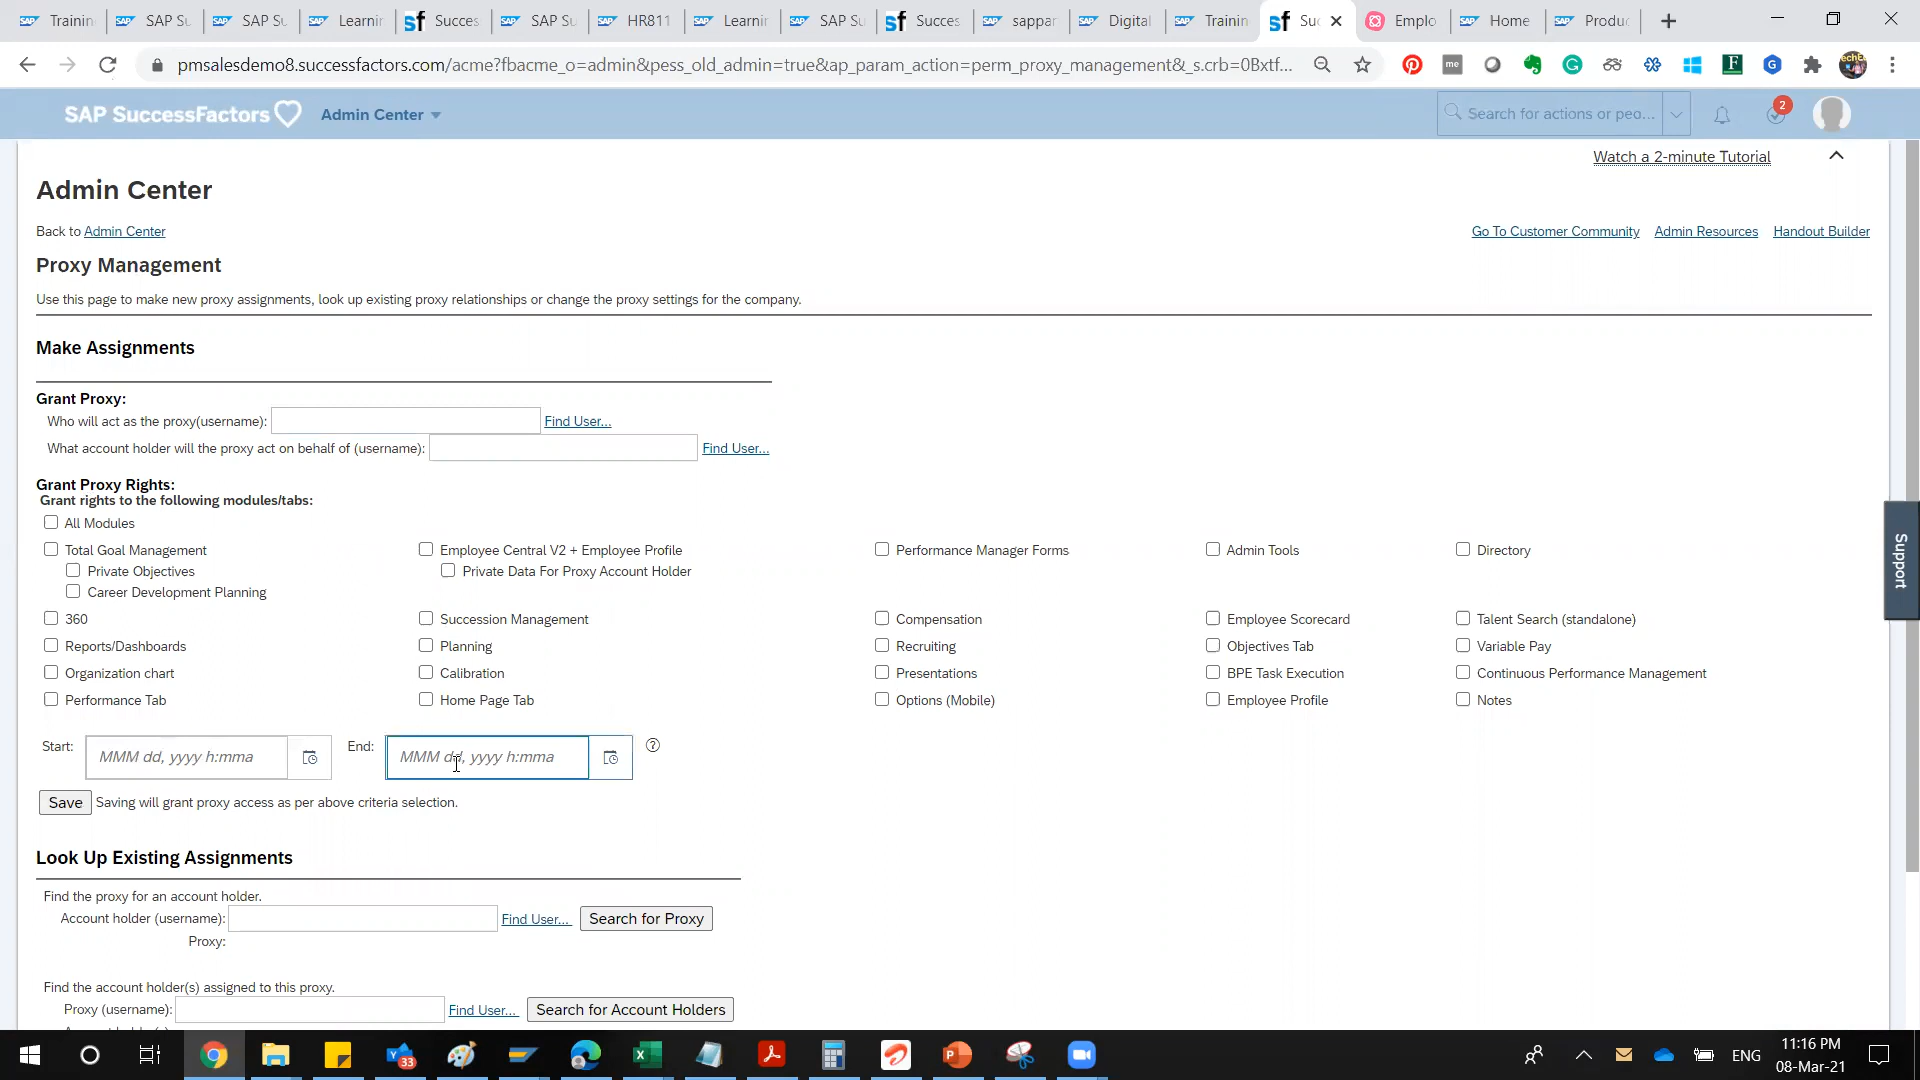 Training
SAP Su
SAP Su
Learnin
Succes
SAP Su
HR811
Learnin
SAP Su
Succes
sappar
Digital
Trainin
Suc
Emplo
Home
Produc
pmsalesdemo8.successfactors.com/acme?fbacme_o=admin&pess_old_admin=true&ap_param_action=perm_proxy_management&_s.crb=0Bxtf...
SAP SuccessFactors
Admin Center
Search for actions or peo...
2
Watch a 2-minute Tutorial
Admin Center
Back to Admin Center
Go To Customer Community
Admin Resources
Handout Builder
Proxy Management
Use this page to make new proxy assignments, look up existing proxy relationships or change the proxy settings for the company.
Make Assignments
Grant Proxy:
Who will act as the proxy(username):
Find User...
What account holder will the proxy act on behalf of (username):
Find User...
Grant Proxy Rights:
Grant rights to the following modules/tabs:
All Modules
Total Goal Management
Employee Central V2 + Employee Profile
Performance Manager Forms
Admin Tools
Directory
Private Objectives
Private Data For Proxy Account Holder
Career Development Planning
360
Succession Management
Compensation
Employee Scorecard
Talent Search (standalone)
Reports/Dashboards
Planning
Recruiting
Objectives Tab
Variable Pay
Organization chart
Calibration
Presentations
BPE Task Execution
Continuous Performance Management
Performance Tab
Home Page Tab
Options (Mobile)
Employee Profile
Notes
Start:
MMM dd, yyyy h:mma
End:
MMM dd, yyyy h:mma
?
Save
Saving will grant proxy access as per above criteria selection.
Look Up Existing Assignments
Find the proxy for an account holder.
Account holder (username):
Find User...
Search for Proxy
Proxy:
Find the account holder(s) assigned to this proxy.
Proxy (username):
Find User...
Search for Account Holders
Support
33
ENG
11:16 PM
08-Mar-21